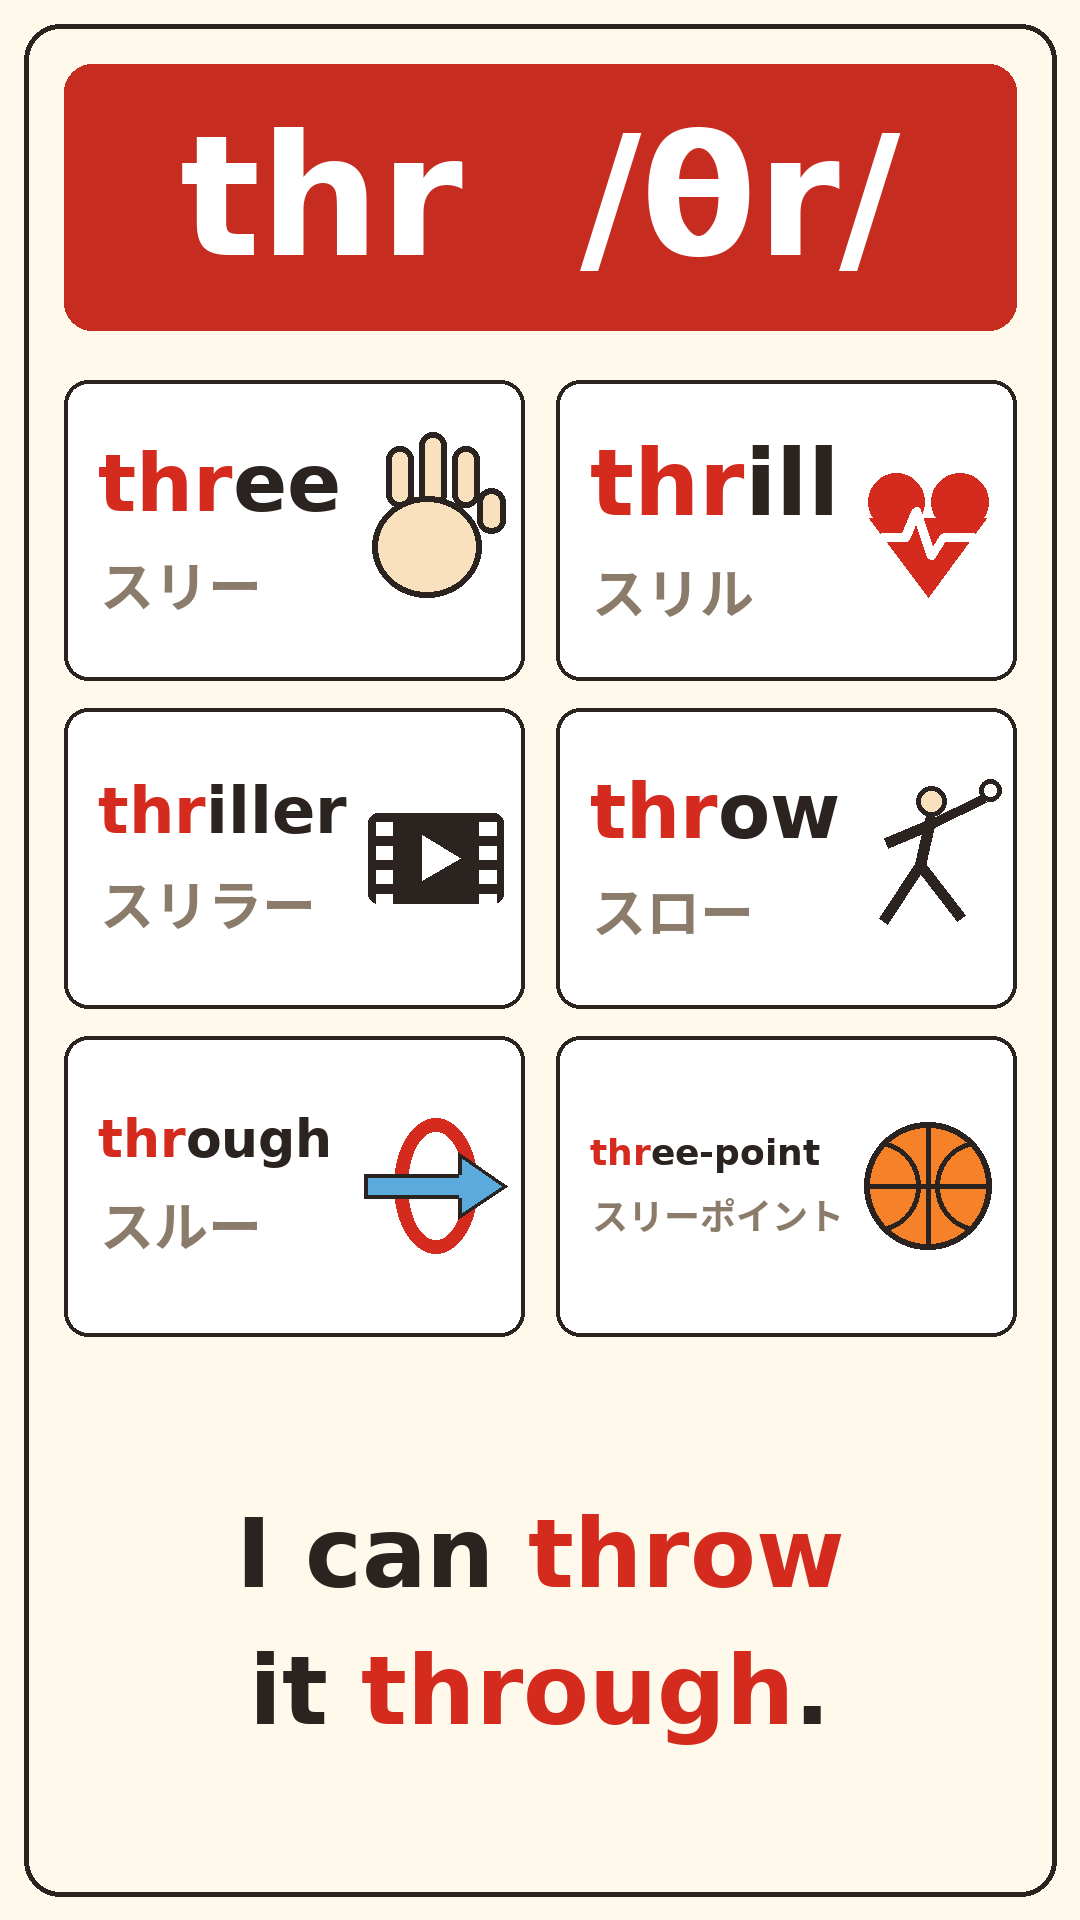 thr /θr/
three
スリー
thrill
スリル
thriller
スリラー
throw
スロー
through
スルー
three-point
スリーポイント
I can throw
it through.